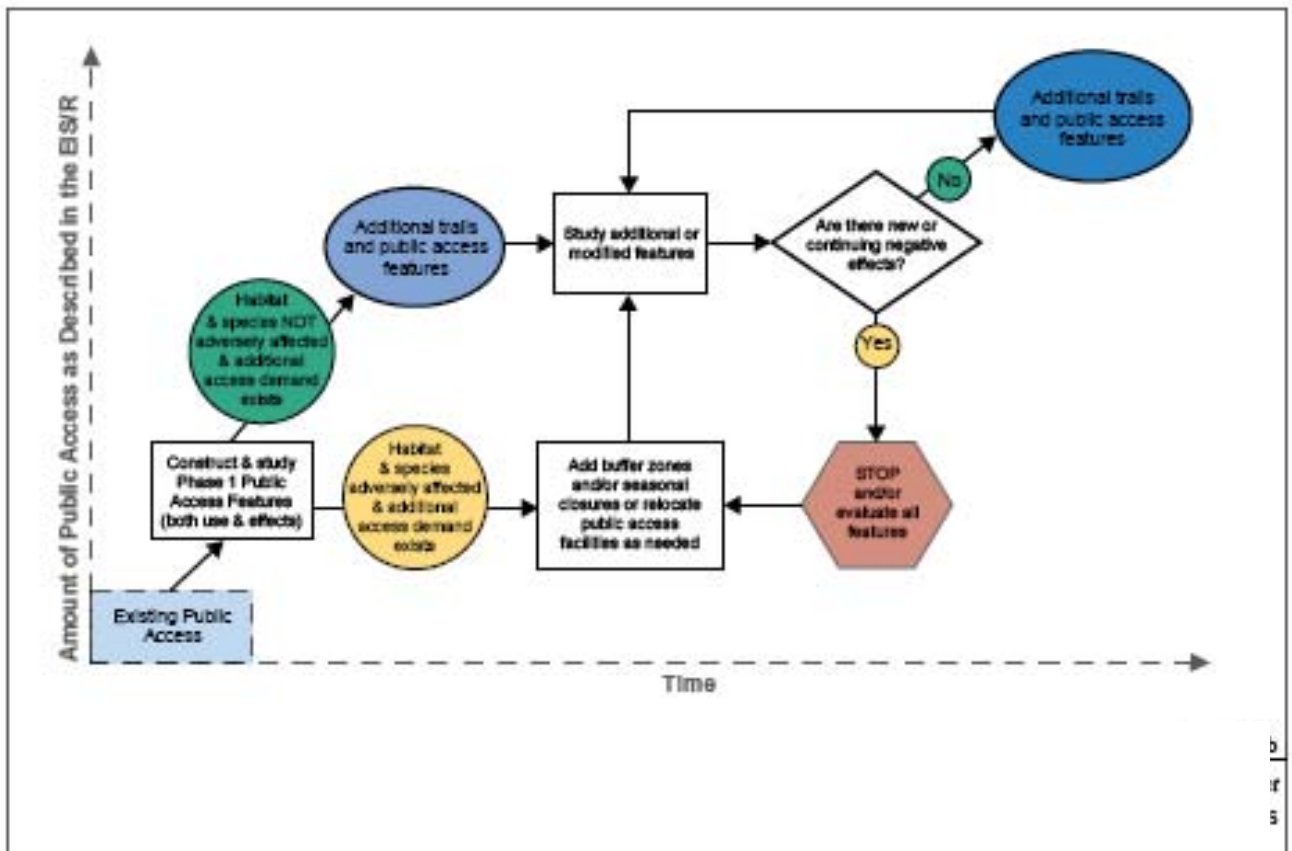 Amount of Public Access as Described in the EIS/R
Additional trails
and public access
features
No
Additional trails
and public access
features
Study additional or
modified features
Are there new or
continuing negative
effects?
Habitat
& species NOT
adversely affected
& additional
access demand
exists
Yes
Construct & study
Phase 1 Public
Access Features
(both use & effects)
Habitat
& species
adversely affected
& additional
access demand
exists
Add buffer zones
and/or seasonal
closures or relocate
public access
facilities as needed
STOP
and/or
evaluate all
features
Existing Public
Access
Time